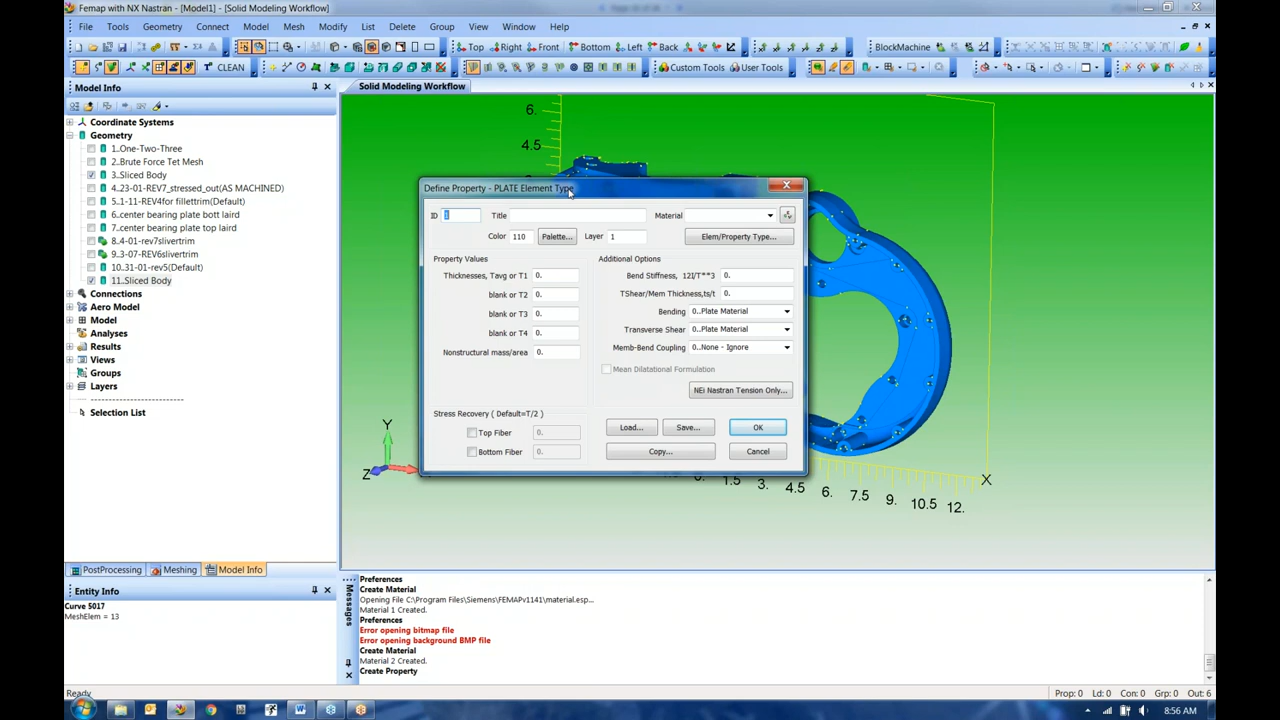 Femap with NX Nastran - [Model1] - [Solid Modeling Workflow]
File Tools Geometry Connect Model Mesh Modify List Delete Group View Window Help
Top Right Front Bottom Left Back BlockMachine
CLEAN Custom Tools User Tools
Model Info
Solid Modeling Workflow
Coordinate Systems
Geometry
1..One-Two-Three
2..Brute Force Tet Mesh
3..Sliced Body
4..23-01-REV7_stressed_out(AS MACHINED)
5..1-11-REV4for fillettrim(Default)
6..center bearing plate bott laird
7..center bearing plate top laird
8..4-01-rev7slivertrim
9..3-07-REV6slivertrim
10..31-01-rev5(Default)
11..Sliced Body
Connections
Aero Model
Model
Analyses
Results
Views
Groups
Layers
Selection List
6.
4.5
Define Property - PLATE Element Type
ID 1 Title Material
Color 110 Palette... Layer 1 Elem/Property Type...
Property Values
Thicknesses, Tavg or T1 0.
blank or T2 0.
blank or T3 0.
blank or T4 0.
Nonstructural mass/area 0.
Additional Options
Bend Stiffness, 12I/T**3 0.
TShear/Mem Thickness,ts/t 0.
Bending 0..Plate Material
Transverse Shear 0..Plate Material
Memb-Bend Coupling 0..None - Ignore
Mean Dilatational Formulation
NEi Nastran Tension Only...
Stress Recovery ( Default=T/2 )
Top Fiber 0.
Bottom Fiber 0.
Load... Save... OK
Copy... Cancel
Y
Z
X
1.5 3. 4.5 6. 7.5 9. 10.5 12.
PostProcessing Meshing Model Info
Entity Info
Curve 5017
MeshElem = 13
Messages
Preferences
Create Material
Opening File C:\Program Files\Siemens\FEMAPv1141\material.esp...
Material 1 Created.
Preferences
Error opening bitmap file
Error opening background BMP file
Create Material
Material 2 Created.
Create Property
Ready
Prop: 0 Ld: 0 Con: 0 Grp: 0 Out: 6
8:56 AM